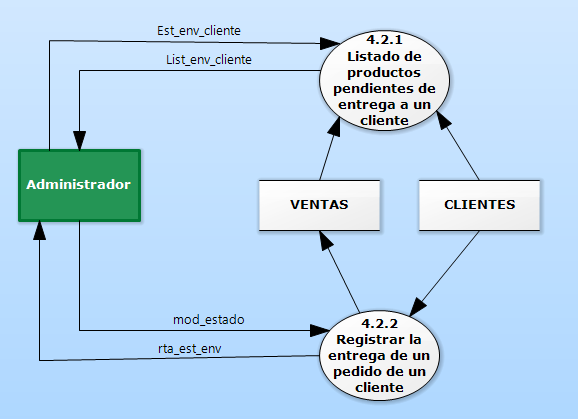 Est_env_cliente
List_env_cliente
4.2.1
Listado de
productos
pendientes de
entrega a un
cliente
Administrador
VENTAS
CLIENTES
mod_estado
rta_est_env
4.2.2
Registrar la
entrega de un
pedido de un
cliente